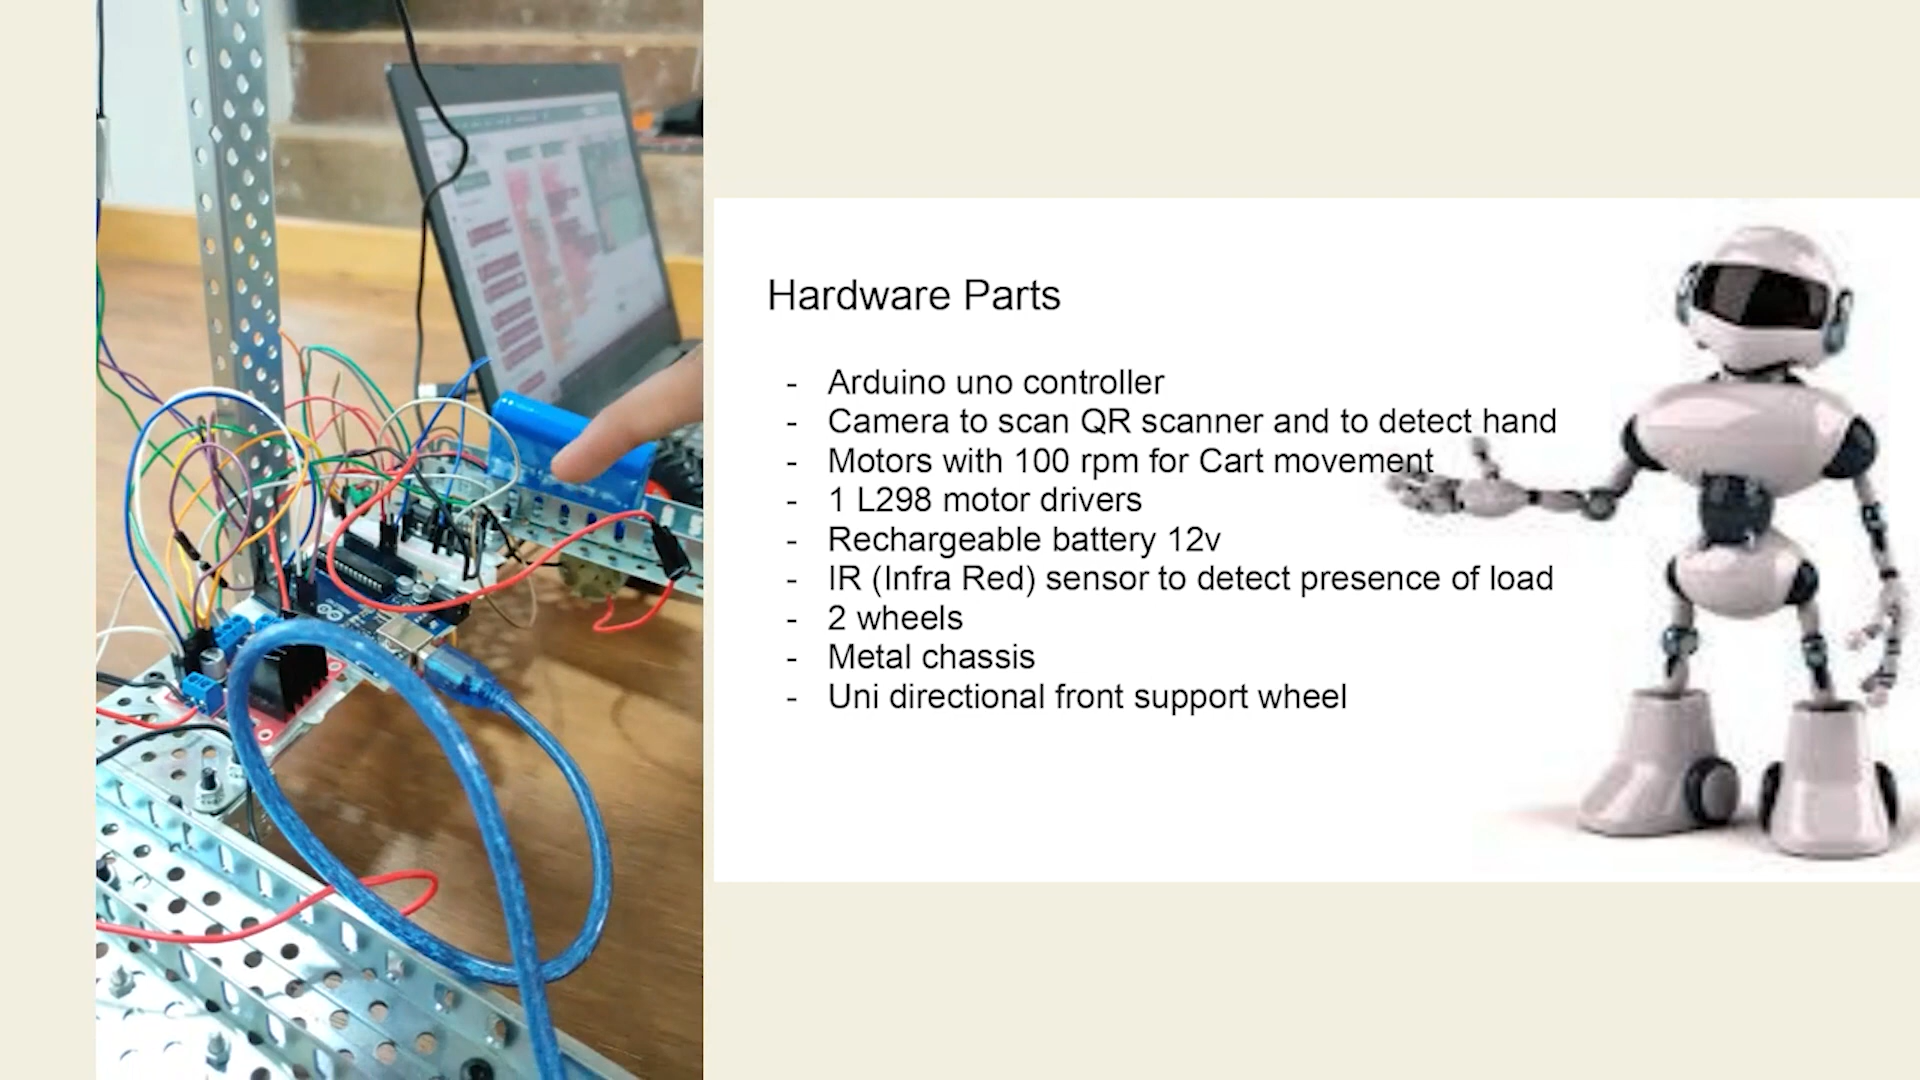 Hardware Parts
- Arduino uno controller
- Camera to scan QR scanner and to detect hand
- Motors with 100 rpm for Cart movement
- 1 L298 motor drivers
- Rechargeable battery 12v
- IR (Infra Red) sensor to detect presence of load
- 2 wheels
- Metal chassis
- Uni directional front support wheel